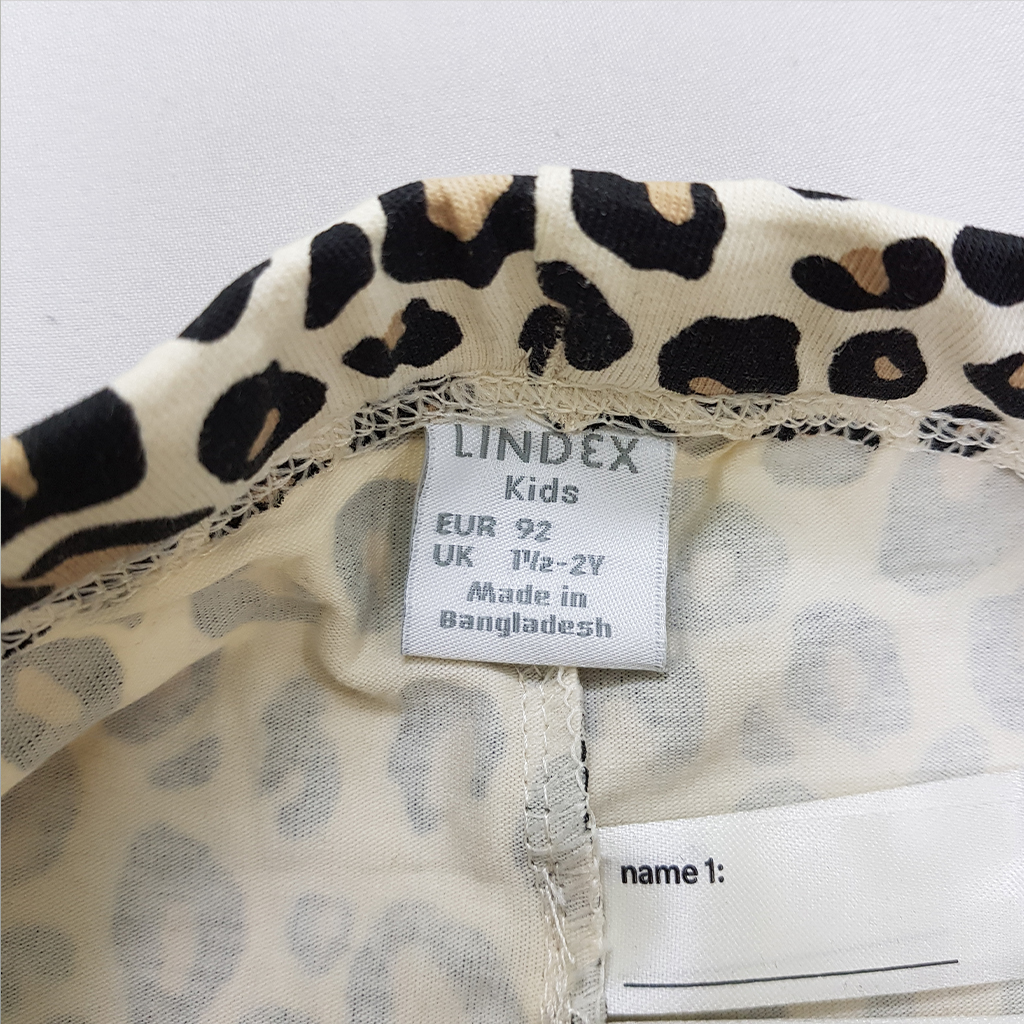 LINDEX
Kids
EUR 92
UK 1½-2Y
Made in
Bangladesh
name 1: